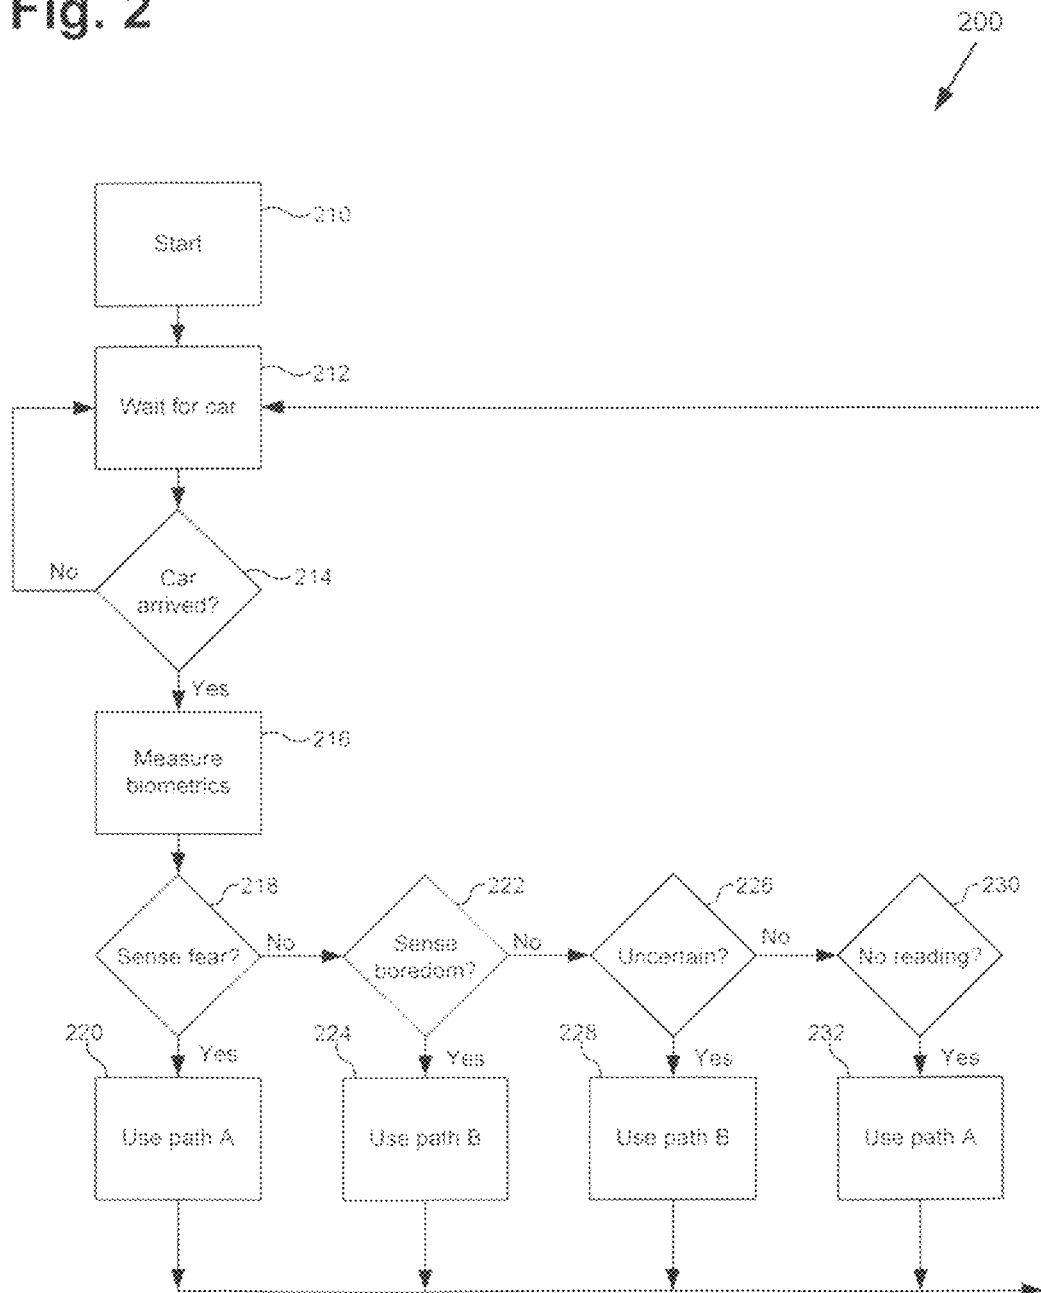 Fig. 2
200
210
Start
212
Wait for car
No
214
Car
arrived?
Yes
216
Measure
biometrics
218
222
226
230
Sense fear?
No
Sense
boredom?
No
Uncertain?
No
No reading?
220
Yes
224
Yes
228
Yes
232
Yes
Use path A
Use path B
Use path B
Use path A